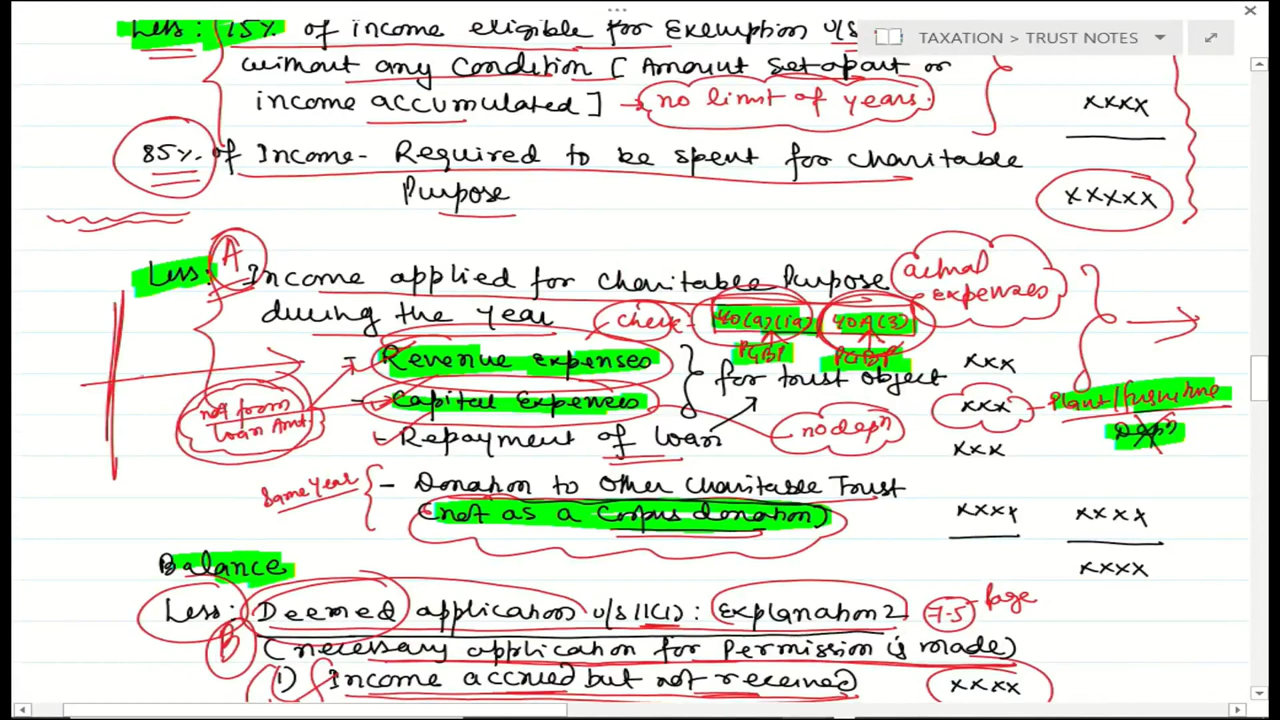 TAXATION > TRUST NOTES
Less: 15% of income eligible for Exemption u/s
without any Condition [Amount Set apart or
income accumulated] → no limit of years. xxxx
85% of Income- Required to be spent for charitable
Purpose xxxxx
Less: A Income applied for charitable Purpose actual expenses
during the year check- 40(a)(ia) 40A(3)
PGBP PGBP
- Revenue expenses xxx
for trust object
- Capital Expenses xxx Plant/furniture
not from Loan Amt. Depn
- Repayment of loan no depn xxx
Same Year - Donation to Other Charitable Trust
(not as a Corpus donation) xxxx xxxx
Balance xxxx
Less: Deemed application u/s 11(1): Explanation 2 7.5 - Page
B (necessary application for Permission is made)
1) Income accrued but not received xxxx